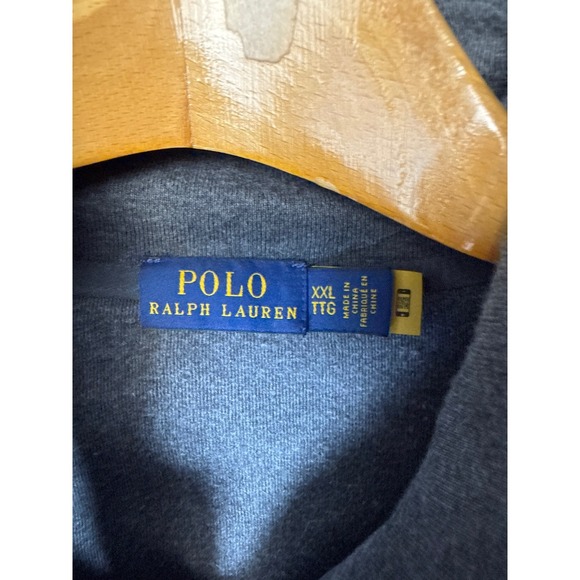 POLO
RALPH LAUREN
XXL
TTG
MADE IN
CHINA
FABRIQUÉ EN
CHINE